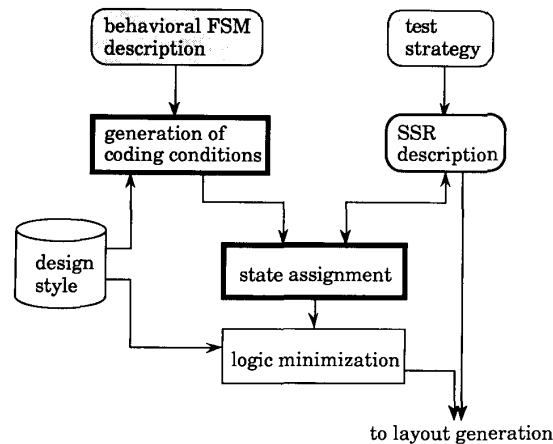 behavioral FSM
description
test
strategy
generation of
coding conditions
SSR
description
design
style
state assignment
logic minimization
to layout generation